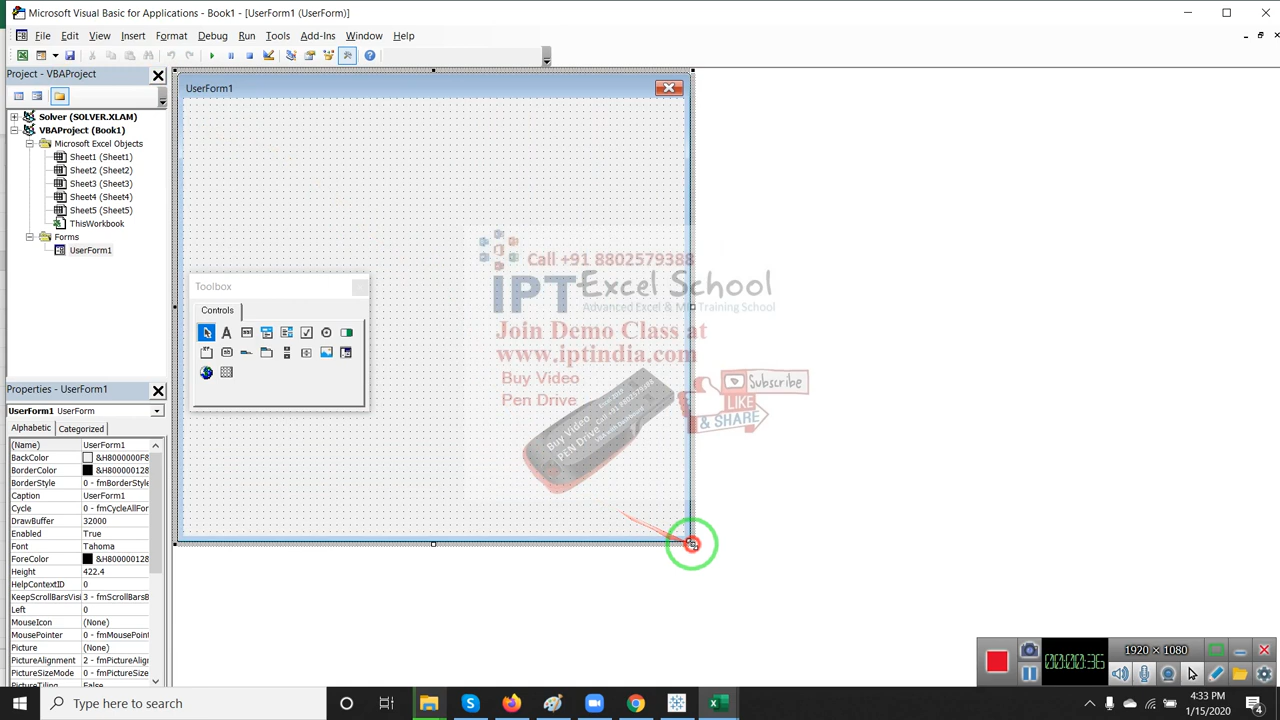 Microsoft Visual Basic for Applications - Book1 - [UserForm1 (UserForm)]
File Edit View Insert Format Debug Run Tools Add-Ins Window Help
Project - VBAProject
Solver (SOLVER.XLAM)
VBAProject (Book1)
Microsoft Excel Objects
Sheet1 (Sheet1)
Sheet2 (Sheet2)
Sheet3 (Sheet3)
Sheet4 (Sheet4)
Sheet5 (Sheet5)
ThisWorkbook
Forms
UserForm1
Properties - UserForm1
UserForm1 UserForm
Alphabetic Categorized
(Name) UserForm1
BackColor &H8000000F&
BorderColor &H80000012&
BorderStyle 0 - fmBorderStyle
Caption UserForm1
Cycle 0 - fmCycleAllFor
DrawBuffer 32000
Enabled True
Font Tahoma
ForeColor &H80000012&
Height 422.4
HelpContextID 0
KeepScrollBarsVisi 3 - fmScrollBarsB
Left 0
MouseIcon (None)
MousePointer 0 - fmMousePoint
Picture (None)
PictureAlignment 2 - fmPictureAlign
PictureSizeMode 0 - fmPictureSize
PictureTiling False
UserForm1
Toolbox
Controls
Call +91 8802579388
IPT Excel School
Join Demo Class at
www.iptindia.com
Buy Video
Pen Drive
Buy Video
Subscribe
LIKE
& SHARE
00:00:36
1920 × 1080
Type here to search
4:33 PM
1/15/2020
4